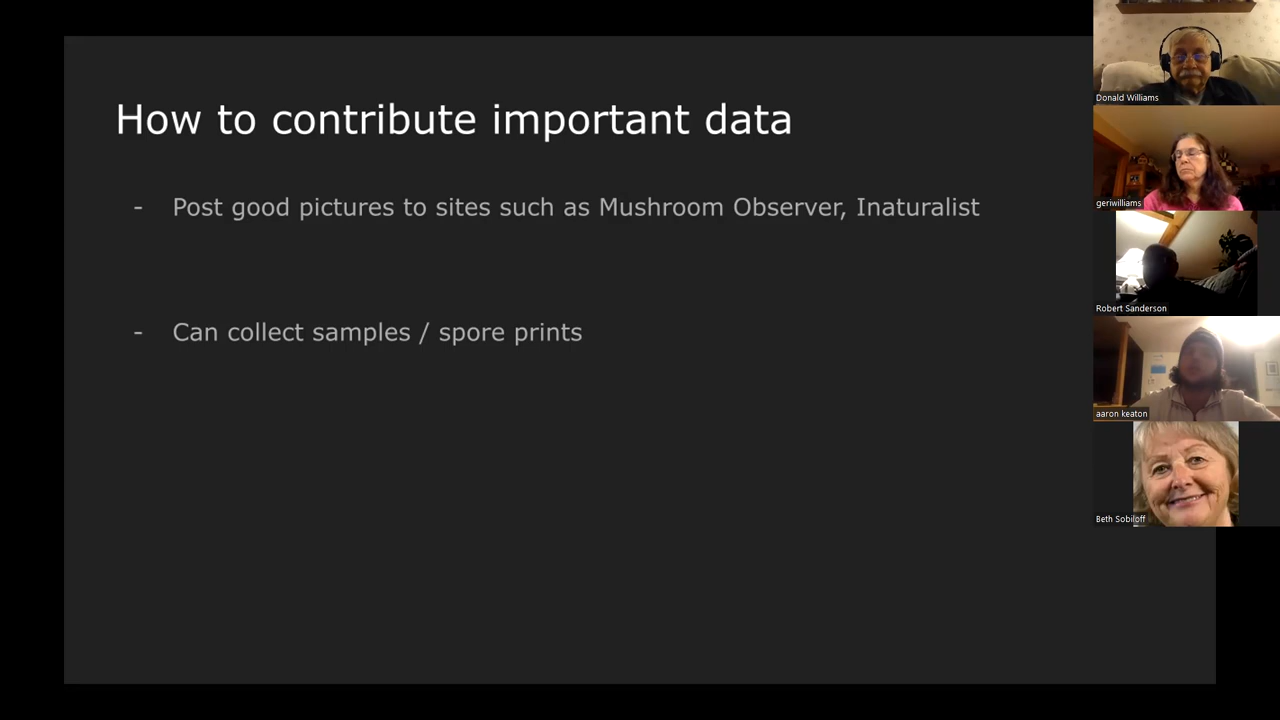 How to contribute important data
- Post good pictures to sites such as Mushroom Observer, Inaturalist
- Can collect samples / spore prints
Donald Williams
geriwilliams
Robert Sanderson
aaron keaton
Beth Sobiloff